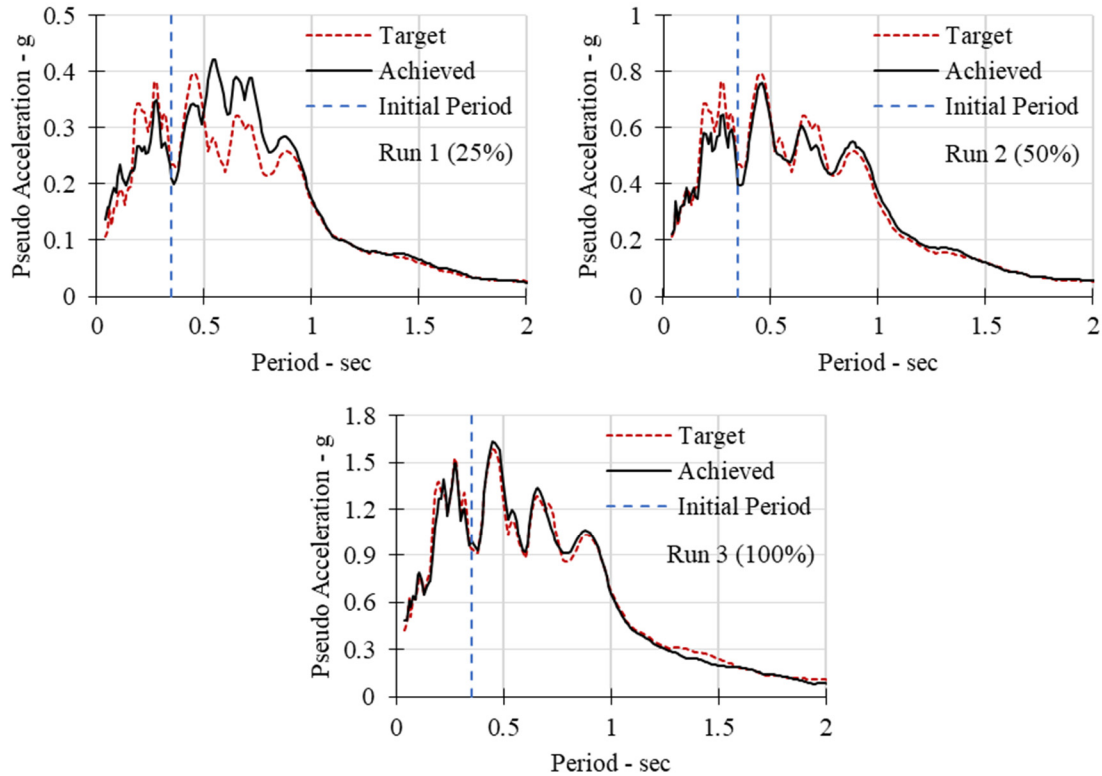 0.5
0.4
0.3
0.2
0.1
0
Pseudo Acceleration - g
Target
Achieved
Initial Period
Run 1 (25%)
0
0.5
1
1.5
2
Period - sec
1
0.8
0.6
0.4
0.2
0
Pseudo Acceleration - g
Target
Achieved
Initial Period
Run 2 (50%)
0
0.5
1
1.5
2
Period - sec
1.8
1.5
1.2
0.9
0.6
0.3
0
Pseudo Acceleration - g
Target
Achieved
Initial Period
Run 3 (100%)
0
0.5
1
1.5
2
Period - sec